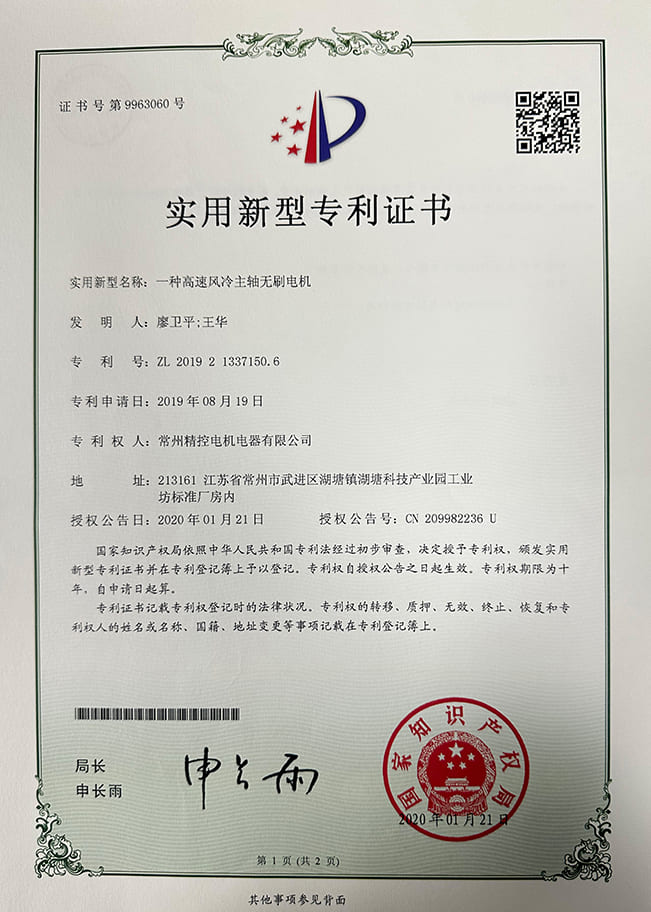 证书号第9963060号
实用新型专利证书
实用新型名称：一种高速风冷主轴无刷电机
发明人：廖卫平;王华
专利号：ZL 2019 2 1337150.6
专利申请日：2019年08月19日
专利权人：常州精控电机电器有限公司
地址：213161 江苏省常州市武进区湖塘镇湖塘科技产业园工业
坊标准厂房内
授权公告日：2020年01月21日 授权公告号：CN 209982236 U
国家知识产权局依照中华人民共和国专利法经过初步审查，决定授予专利权，颁发实用
新型专利证书并在专利登记簿上予以登记。专利权自授权公告之日起生效。专利权期限为十
年，自申请日起算。
专利证书记载专利权登记时的法律状况。专利权的转移、质押、无效、终止、恢复和专
利权人的姓名或名称、国籍、地址变更等事项记载在专利登记簿上。
局长
申长雨
申长雨
国家知识产权局
2020年01月21日
第1页(共2页)
其他事项参见背面